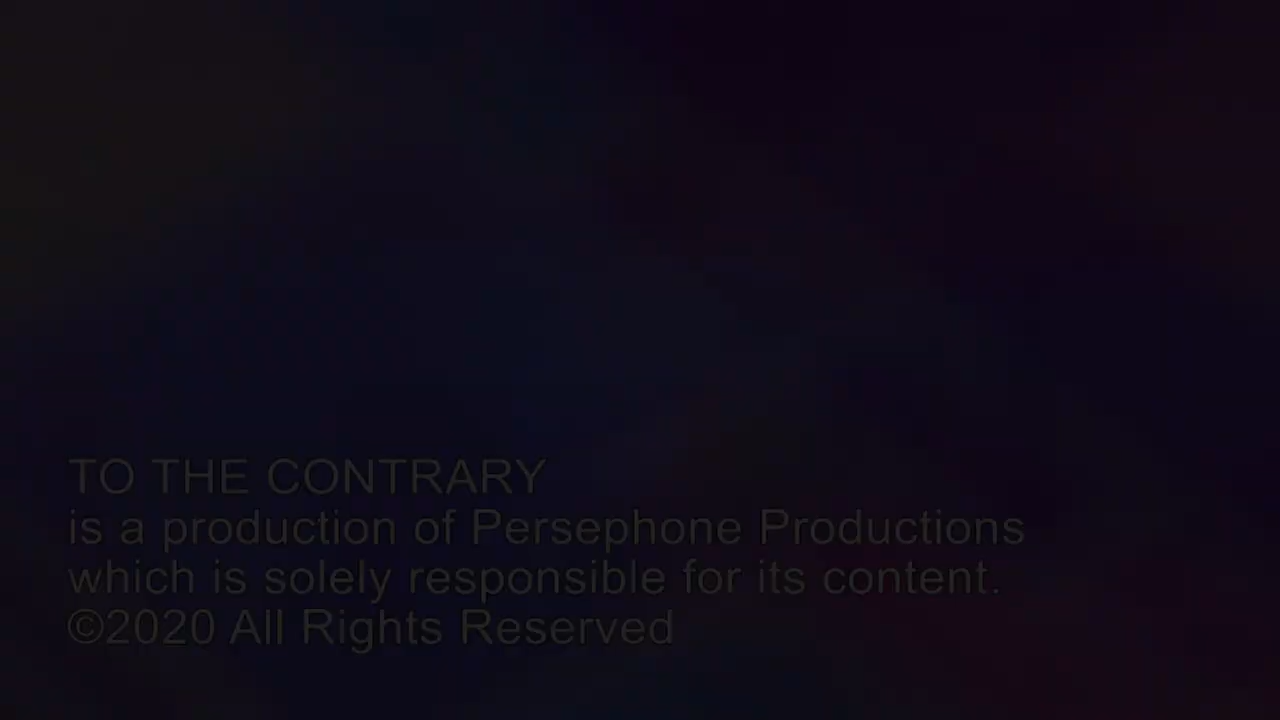 TO THE CONTRARY
is a production of Persephone Productions
which is solely responsible for its content.
©2020 All Rights Reserved